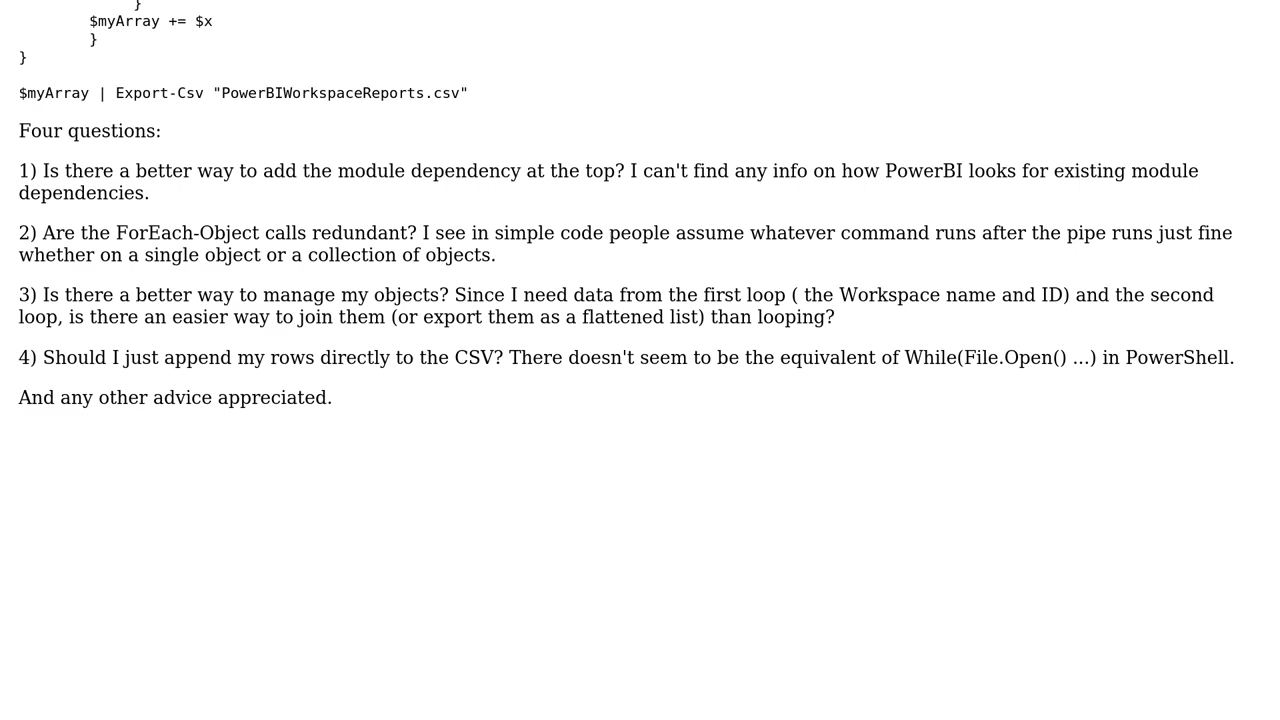 }
$myArray += $x
}
}
$myArray | Export-Csv "PowerBIWorkspaceReports.csv"
Four questions:
1) Is there a better way to add the module dependency at the top? I can't find any info on how PowerBI looks for existing module
dependencies.
2) Are the ForEach-Object calls redundant? I see in simple code people assume whatever command runs after the pipe runs just fine
whether on a single object or a collection of objects.
3) Is there a better way to manage my objects? Since I need data from the first loop ( the Workspace name and ID) and the second
loop, is there an easier way to join them (or export them as a flattened list) than looping?
4) Should I just append my rows directly to the CSV? There doesn't seem to be the equivalent of While(File.Open() ...) in PowerShell.
And any other advice appreciated.